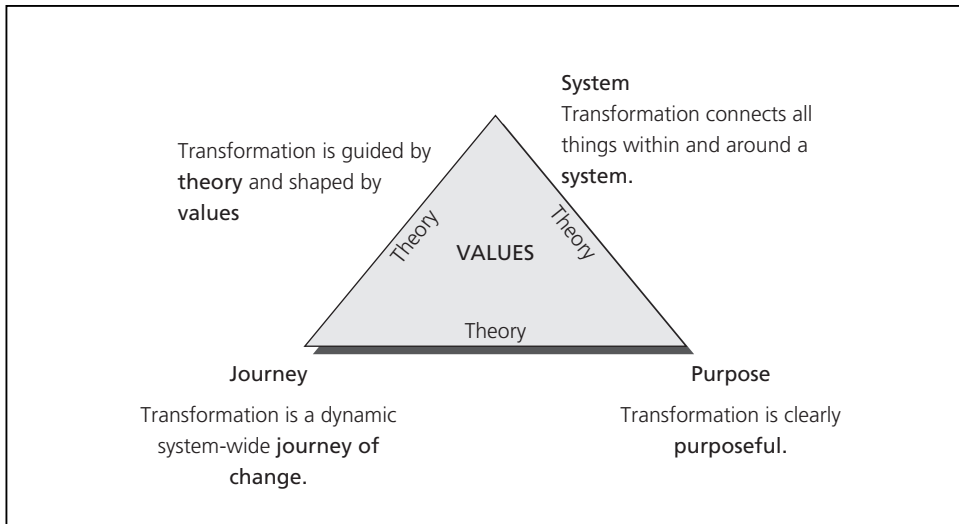 System
Transformation connects all
things within and around a
system.
Transformation is guided by
theory and shaped by
values
Theory
Theory
VALUES
Theory
Journey
Purpose
Transformation is a dynamic
system-wide journey of
change.
Transformation is clearly
purposeful.